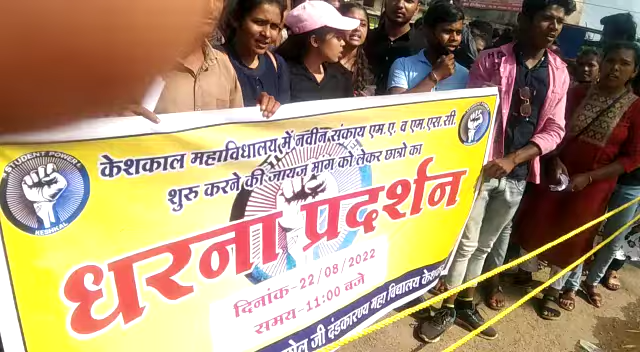 STUDENT POWER
KESHKAL
केशकाल महाविधालय में नवीन संकाय एम.ए. व एम.एस.सी.
शुरु करने की जायज माग को लेकर छात्रो का
धरना प्रदर्शन
दिनांक-22/08/2022
समय-11:00 बजे
जी दंडकारण्य महा विद्यालय